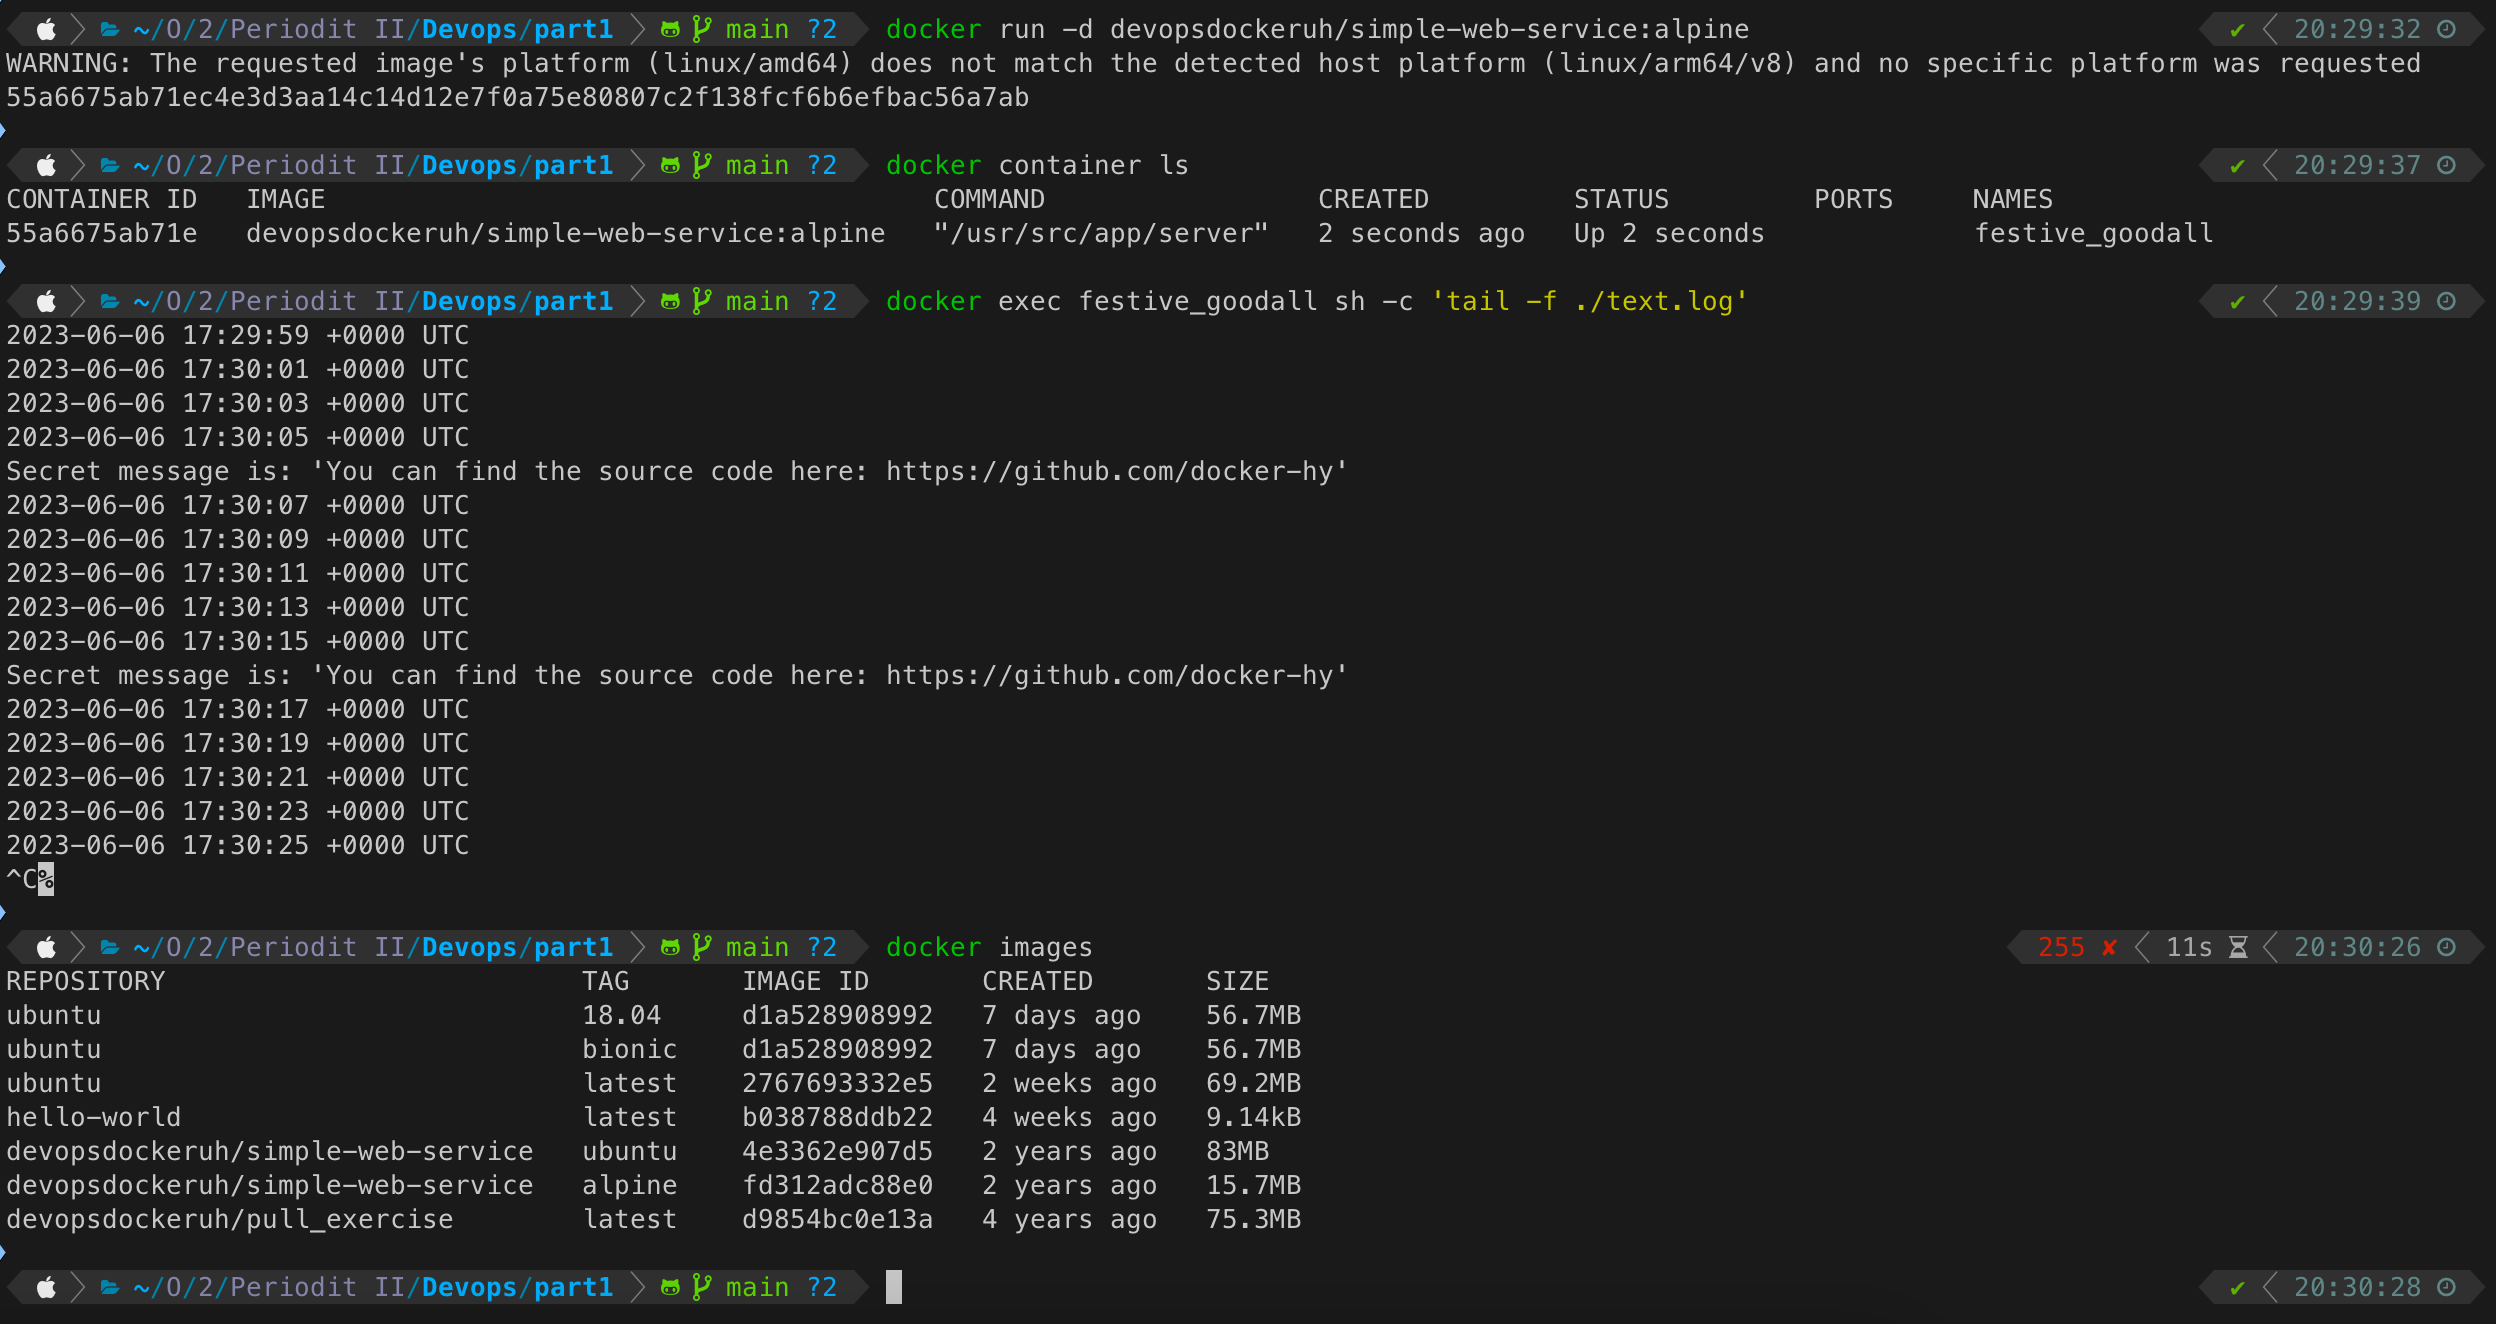 ~/O/2/Periodit II/Devops/part1 main ?2 docker run -d devopsdockeruh/simple-web-service:alpine ✔ 20:29:32
WARNING: The requested image's platform (linux/amd64) does not match the detected host platform (linux/arm64/v8) and no specific platform was requested
55a6675ab71ec4e3d3aa14c14d12e7f0a75e80807c2f138fcf6b6efbac56a7ab
~/O/2/Periodit II/Devops/part1 main ?2 docker container ls ✔ 20:29:37
CONTAINER ID IMAGE COMMAND CREATED STATUS PORTS NAMES
55a6675ab71e devopsdockeruh/simple-web-service:alpine "/usr/src/app/server" 2 seconds ago Up 2 seconds festive_goodall
~/O/2/Periodit II/Devops/part1 main ?2 docker exec festive_goodall sh -c 'tail -f ./text.log' ✔ 20:29:39
2023-06-06 17:29:59 +0000 UTC
2023-06-06 17:30:01 +0000 UTC
2023-06-06 17:30:03 +0000 UTC
2023-06-06 17:30:05 +0000 UTC
Secret message is: 'You can find the source code here: https://github.com/docker-hy'
2023-06-06 17:30:07 +0000 UTC
2023-06-06 17:30:09 +0000 UTC
2023-06-06 17:30:11 +0000 UTC
2023-06-06 17:30:13 +0000 UTC
2023-06-06 17:30:15 +0000 UTC
Secret message is: 'You can find the source code here: https://github.com/docker-hy'
2023-06-06 17:30:17 +0000 UTC
2023-06-06 17:30:19 +0000 UTC
2023-06-06 17:30:21 +0000 UTC
2023-06-06 17:30:23 +0000 UTC
2023-06-06 17:30:25 +0000 UTC
^C%
~/O/2/Periodit II/Devops/part1 main ?2 docker images 255 ✘ 11s 20:30:26
REPOSITORY TAG IMAGE ID CREATED SIZE
ubuntu 18.04 d1a528908992 7 days ago 56.7MB
ubuntu bionic d1a528908992 7 days ago 56.7MB
ubuntu latest 2767693332e5 2 weeks ago 69.2MB
hello-world latest b038788ddb22 4 weeks ago 9.14kB
devopsdockeruh/simple-web-service ubuntu 4e3362e907d5 2 years ago 83MB
devopsdockeruh/simple-web-service alpine fd312adc88e0 2 years ago 15.7MB
devopsdockeruh/pull_exercise latest d9854bc0e13a 4 years ago 75.3MB
~/O/2/Periodit II/Devops/part1 main ?2 ✔ 20:30:28